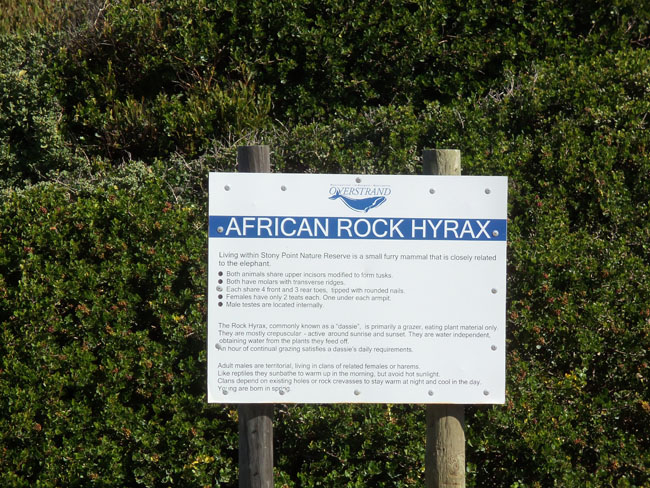 OVERSTRAND
AFRICAN ROCK HYRAX
Living within Stony Point Nature Reserve is a small furry mammal that is closely related
to the elephant.
● Both animals share upper incisors modified to form tusks.
● Both have molars with transverse ridges.
● Each share 4 front and 3 rear toes, tipped with rounded nails.
● Females have only 2 teats each. One under each armpit.
● Male testes are located internally.
The Rock Hyrax, commonly known as a "dassie", is primarily a grazer, eating plant material only.
They are mostly crepuscular - active around sunrise and sunset. They are water independent,
obtaining water from the plants they feed off.
An hour of continual grazing satisfies a dassie's daily requirements.
Adult males are territorial, living in clans of related females or harems.
Like reptiles they sunbathe to warm up in the morning, but avoid hot sunlight.
Clans depend on existing holes or rock crevasses to stay warm at night and cool in the day.
Young are born in spring.